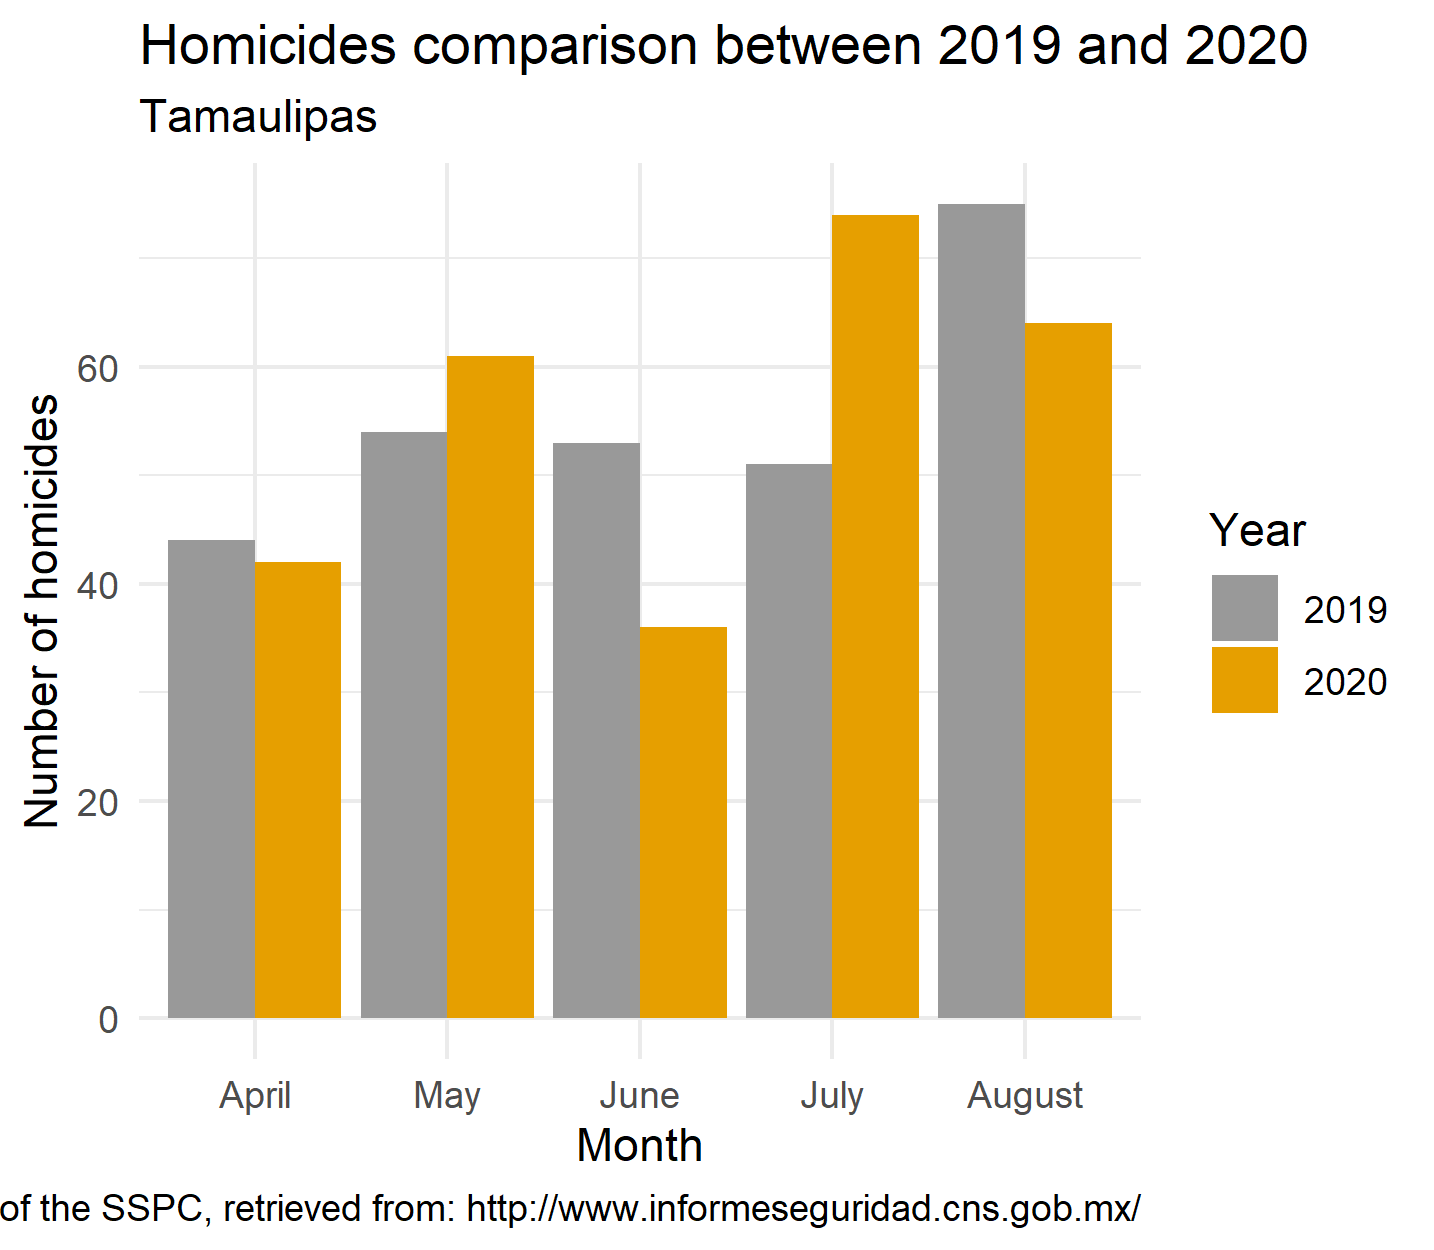 Homicides comparison between 2019 and 2020
Tamaulipas
Number of homicides
60
40
20
0
April May June July August
Month
Year
2019
2020
of the SSPC, retrieved from: http://www.informeseguridad.cns.gob.mx/